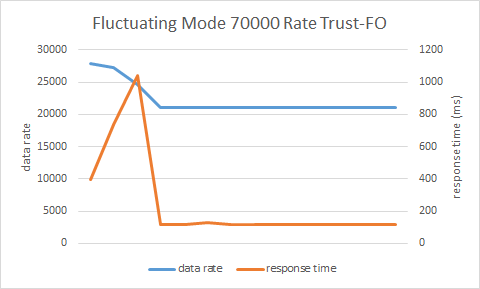 Fluctuating Mode 70000 Rate Trust-FO
30000
25000
20000
15000
10000
5000
0
data rate
1200
1000
800
600
400
200
0
response time (ms)
data rate
response time